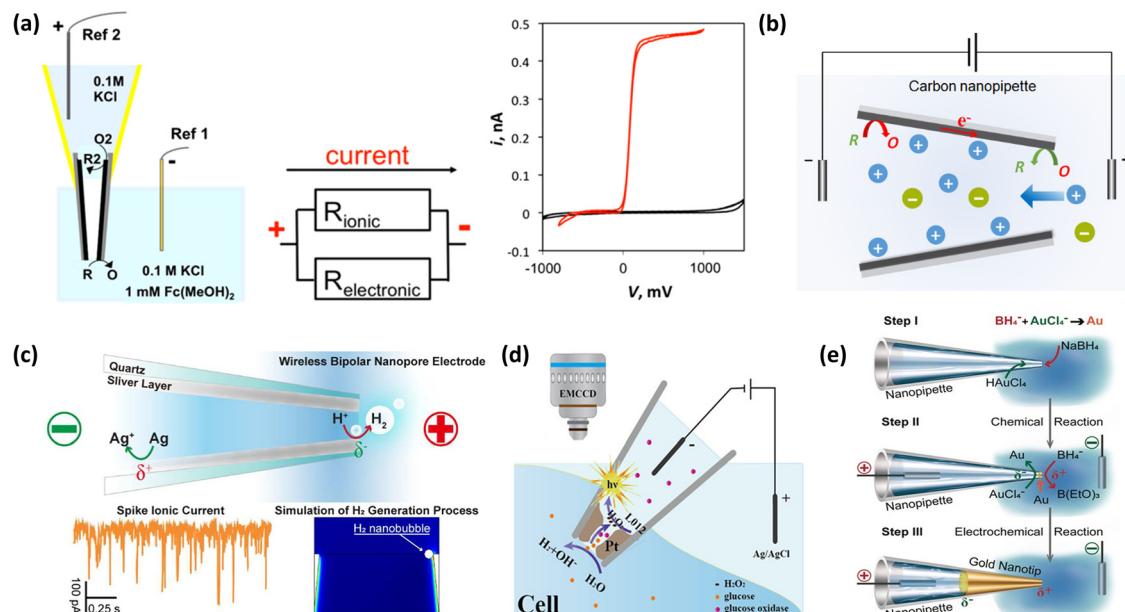 (a)
+
Ref 2
0.1M
KCl
Ref 1
-
O2
R2
R
O
0.1 M KCl
1 mM Fc(MeOH)₂
current
+
-
R_ionic
R_electronic
0.5
0.4
0.3
0.2
0.1
0
-0.1
i, nA
-1000
0
1000
V, mV
(b)
Carbon nanopipette
-
e⁻
R
O
R
O
+
+
+
+
+
+
+
+
-
-
-
(c)
Wireless Bipolar Nanopore Electrode
Quartz
Sliver Layer
H⁺
H₂
Ag⁺
Ag
δ⁺
δ⁻
-
+
Spike Ionic Current
Simulation of H₂ Generation Process
H₂ nanobubble
100 pA
0.25 s
(d)
EMCCD
-
+
hν
L012
Pt
H₂+OH⁻
H₂O
Ag/AgCl
Cell
H₂O₂
glucose
glucose oxidase
(e)
Step I
BH₄⁻ + AuCl₄⁻ → Au
NaBH₄
HAuCl₄
Nanopipette
Chemical Reaction
Step II
Au
BH₄⁻
δ⁻
δ⁺
AuCl₄⁻
Au
B(EtO)₃
Nanopipette
Electrochemical Reaction
Step III
Gold Nanotip
δ⁻
δ⁺
Nanopipette